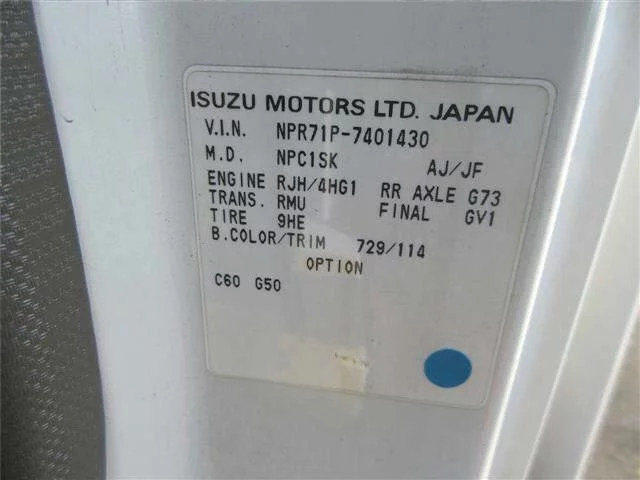 ISUZU MOTORS LTD. JAPAN
V.I.N. NPR71P-7401430
M.D. NPC1SK AJ/JF
ENGINE RJH/4HG1 RR AXLE G73
TRANS. RMU FINAL GV1
TIRE 9HE
B.COLOR/TRIM 729/114
OPTION
C60 G50